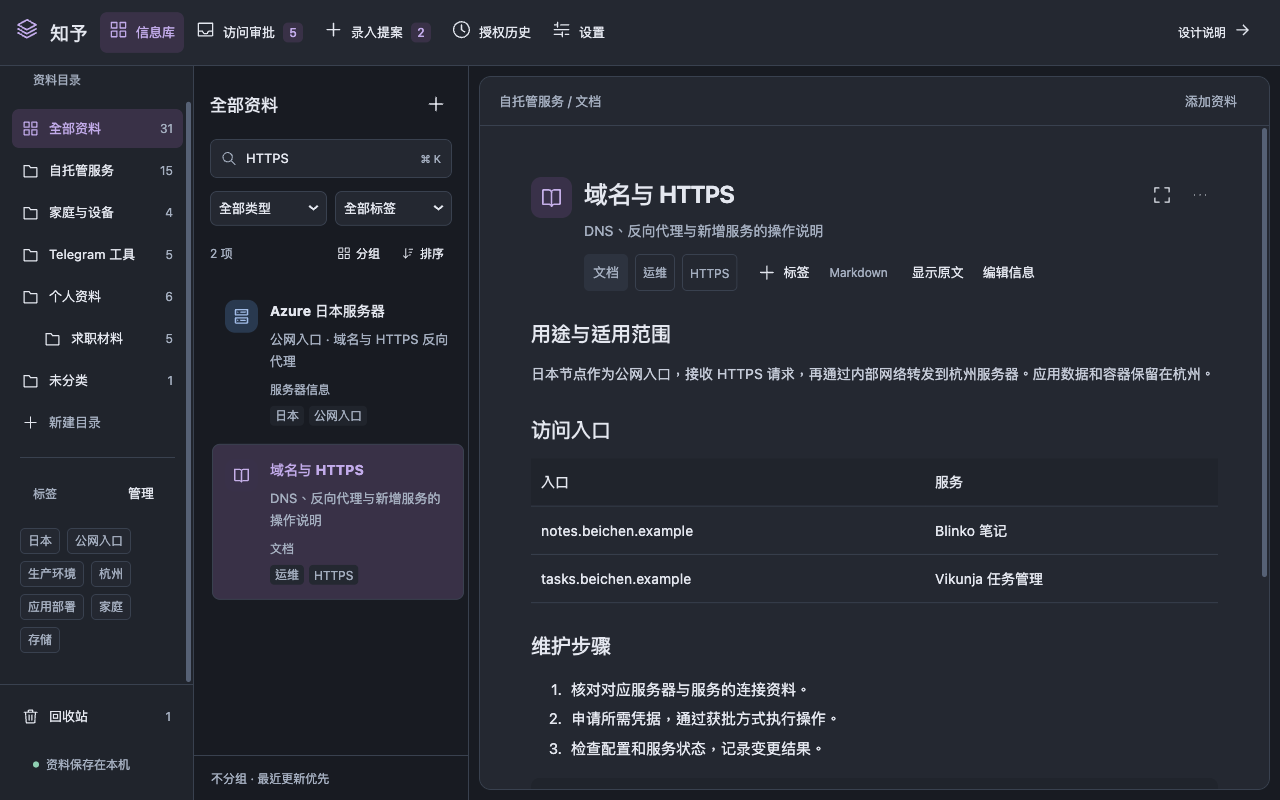 知予
信息库
访问审批 5
录入提案 2
授权历史
设置
设计说明
资料目录
全部资料 31
自托管服务 15
家庭与设备 4
Telegram 工具 5
个人资料 6
求职材料 5
未分类 1
新建目录
标签 管理
日本 公网入口
生产环境 杭州
应用部署 家庭
存储
回收站 1
资料保存在本机
全部资料
HTTPS ⌘ K
全部类型 全部标签
2 项 分组 排序
Azure 日本服务器
公网入口 · 域名与 HTTPS 反向
代理
服务器信息
日本 公网入口
域名与 HTTPS
DNS、反向代理与新增服务的
操作说明
文档
运维 HTTPS
不分组 · 最近更新优先
自托管服务 / 文档 添加资料
域名与 HTTPS
DNS、反向代理与新增服务的操作说明
文档 运维 HTTPS 标签 Markdown 显示原文 编辑信息
用途与适用范围
日本节点作为公网入口，接收 HTTPS 请求，再通过内部网络转发到杭州服务器。应用数据和容器保留在杭州。
访问入口
入口 服务
notes.beichen.example Blinko 笔记
tasks.beichen.example Vikunja 任务管理
维护步骤
1. 核对对应服务器与服务的连接资料。
2. 申请所需凭据，通过获批方式执行操作。
3. 检查配置和服务状态，记录变更结果。